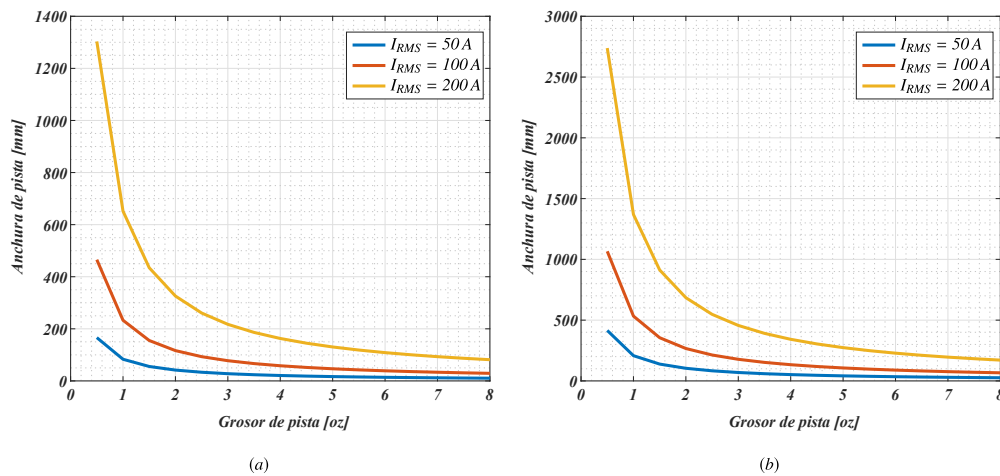 1400
1200
1000
800
600
400
200
0
Anchura de pista [mm]
0 1 2 3 4 5 6 7 8
Grosor de pista [oz]
I_RMS = 50 A
I_RMS = 100 A
I_RMS = 200 A
(a)
3000
2500
2000
1500
1000
500
0
Anchura de pista [mm]
0 1 2 3 4 5 6 7 8
Grosor de pista [oz]
I_RMS = 50 A
I_RMS = 100 A
I_RMS = 200 A
(b)